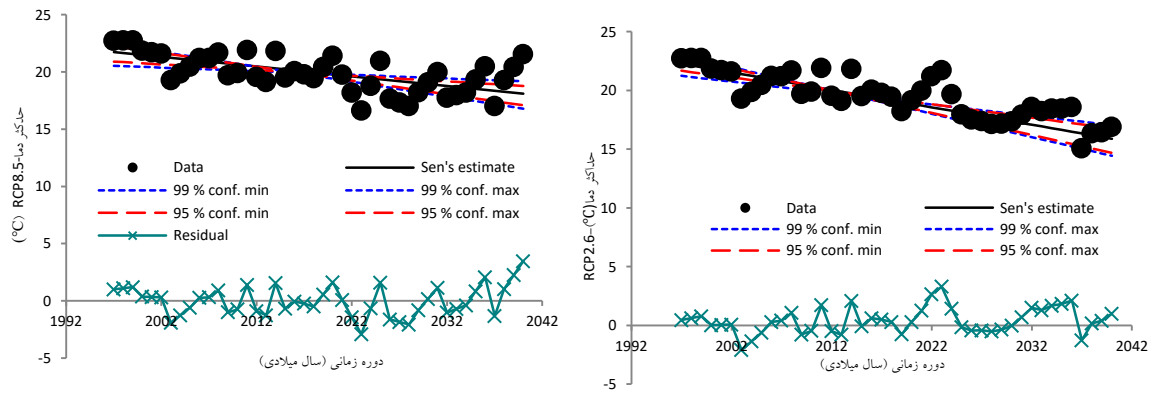 25
20
15
10
5
0
-5
1992
2002
2012
2022
2032
2042
حدکثر دما-RCP8.5 (°C)
Data
Sen's estimate
99 % conf. min
99 % conf. max
95 % conf. min
95 % conf. max
Residual
دوره زمانی (سال میلادی)
25
20
15
10
5
0
-5
1992
2002
2012
2022
2032
2042
حداکثر دما(°C)-RCP2.6
Data
Sen's estimate
99 % conf. min
99 % conf. max
95 % conf. min
95 % conf. max
دوره زمانی (سال میلادی)